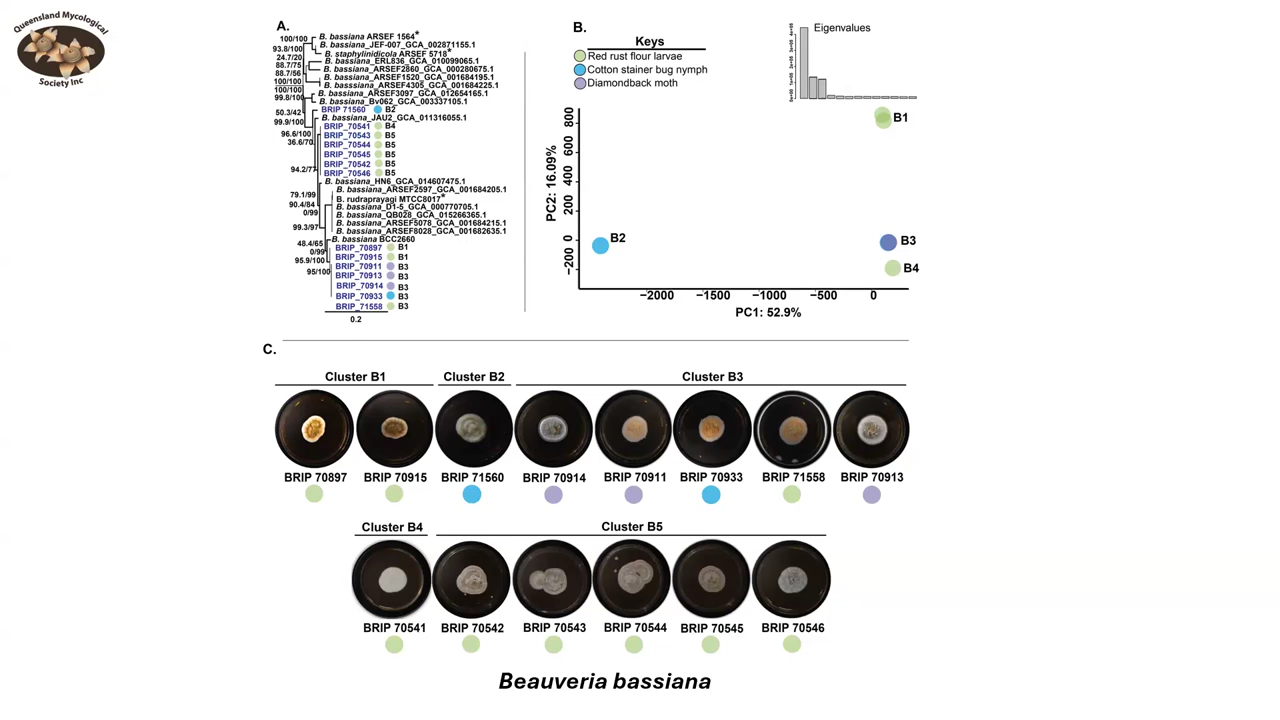 Queensland Mycological
Society Inc
A.
100/100
93.8/100
24.7/20
88.7/75
88.7/56
100/100
100/100
99.8/100
50.3/42
99.9/100
96.6/100
36.6/70
94.2/77
79.1/99
90.4/84
0/99
99.3/97
48.4/65
0/99
95.9/100
95/100
B. bassiana ARSEF 1564*
B. bassiana_JEF-007_GCA_002871155.1
B. staphylinidicola ARSEF 5718*
B. bassiana_ERL836_GCA_010099065.1
B. bassiana_ARSEF2860_GCA_000280675.1
B. bassiana_ARSEF1520_GCA_001684195.1
B. bassiana_ARSEF4305_GCA_001684225.1
B. bassiana_ARSEF3097_GCA_012654165.1
B. bassiana_Bv062_GCA_003337105.1
BRIP 71560 B2
B. bassiana_JAU2_GCA_011316055.1
BRIP_70541 B4
BRIP_70543 B5
BRIP_70544 B5
BRIP_70545 B5
BRIP_70542 B5
BRIP_70546 B5
B. bassiana_HN6_GCA_014607475.1
B. bassiana_ARSEF2597_GCA_001684205.1
B. rudraprayagi MTCC8017*
B. bassiana_D1-5_GCA_000770705.1
B. bassiana_QB028_GCA_015266365.1
B. bassiana_ARSEF5078_GCA_001684215.1
B. bassiana_ARSEF8028_GCA_001682635.1
B. bassiana BCC2660
BRIP_70897 B1
BRIP_70915 B1
BRIP_70911 B3
BRIP_70913 B3
BRIP_70914 B3
BRIP_70933 B3
BRIP_71558 B3
0.2
B.
Keys
Red rust flour larvae
Cotton stainer bug nymph
Diamondback moth
Eigenvalues
PC2: 16.09%
800
600
400
200
0
−200
B1
B2
B3
B4
−2000 −1500 −1000 −500 0
PC1: 52.9%
C.
Cluster B1 Cluster B2 Cluster B3
BRIP 70897 BRIP 70915 BRIP 71560 BRIP 70914 BRIP 70911 BRIP 70933 BRIP 71558 BRIP 70913
Cluster B4 Cluster B5
BRIP 70541 BRIP 70542 BRIP 70543 BRIP 70544 BRIP 70545 BRIP 70546
Beauveria bassiana